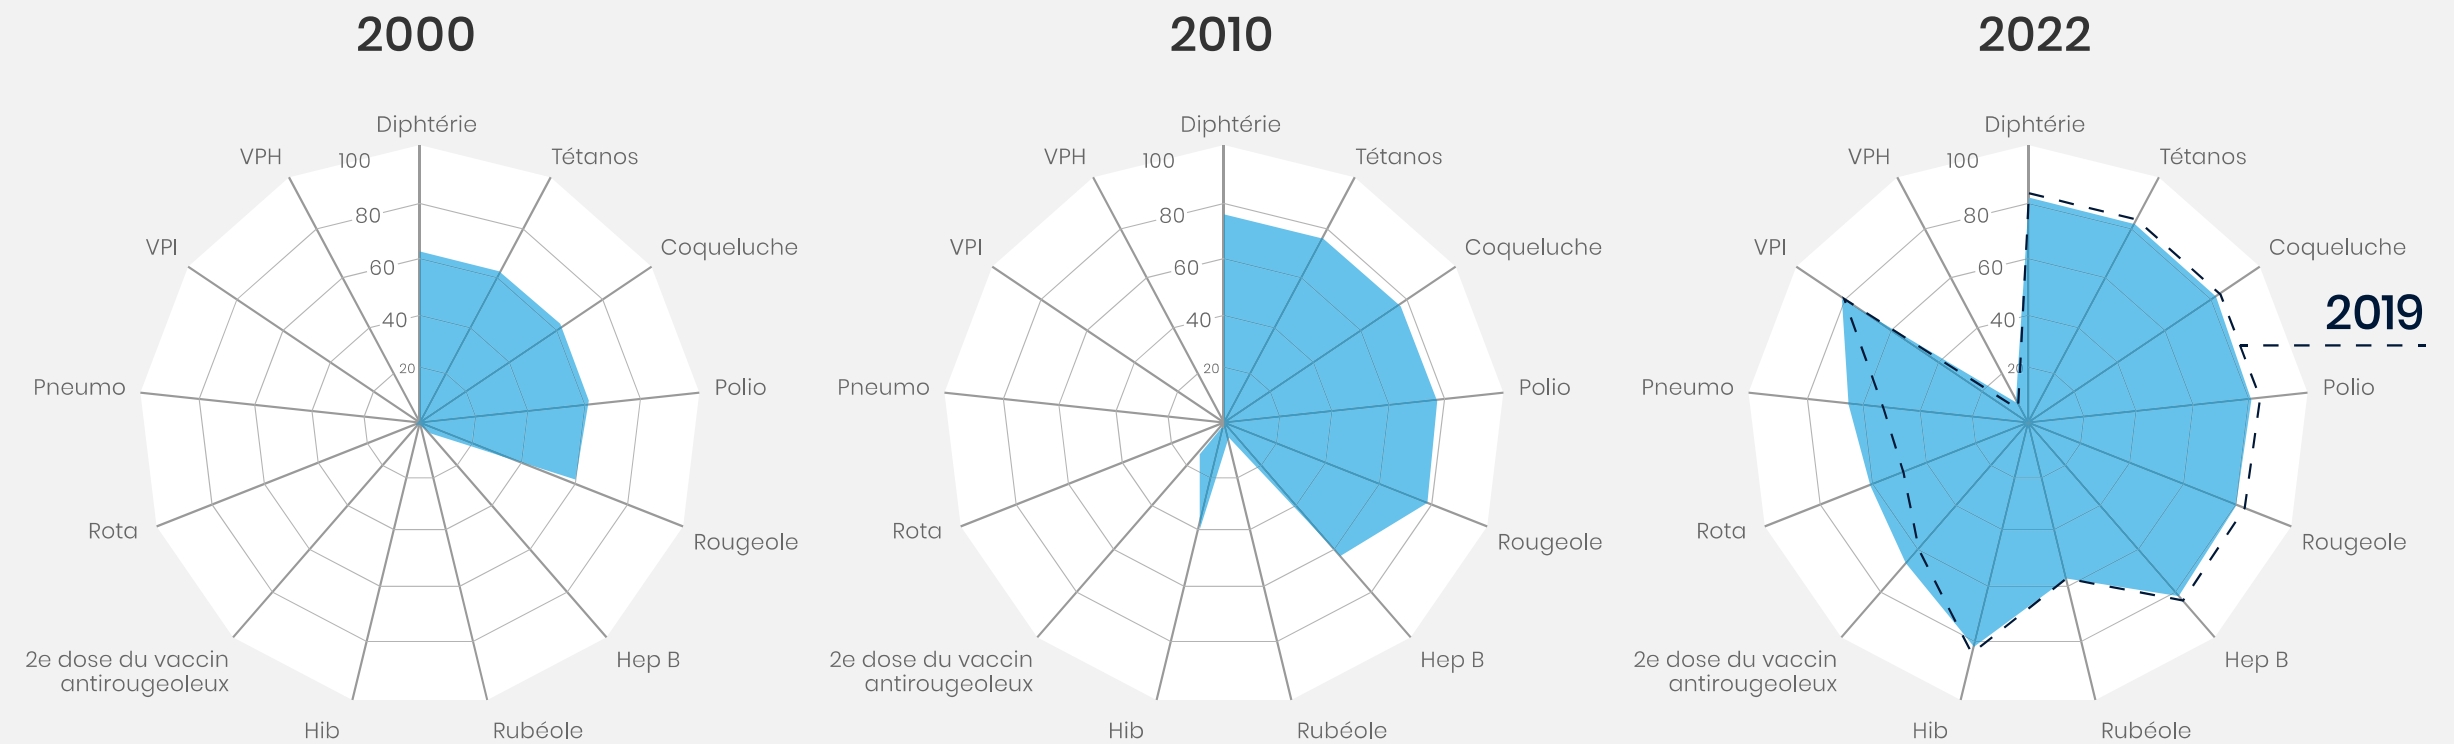 2000
Diphtérie
VPH
100
Tétanos
80
VPI
60
Coqueluche
40
20
Pneumo
Polio
Rota
Rougeole
2e dose du vaccin
antirougeoleux
Hep B
Hib
Rubéole
2010
Diphtérie
VPH
100
Tétanos
80
VPI
60
Coqueluche
40
20
Pneumo
Polio
Rota
Rougeole
2e dose du vaccin
antirougeoleux
Hep B
Hib
Rubéole
2022
Diphtérie
VPH
100
Tétanos
80
VPI
60
Coqueluche
2019
40
20
Pneumo
Polio
Rota
Rougeole
2e dose du vaccin
antirougeoleux
Hep B
Hib
Rubéole